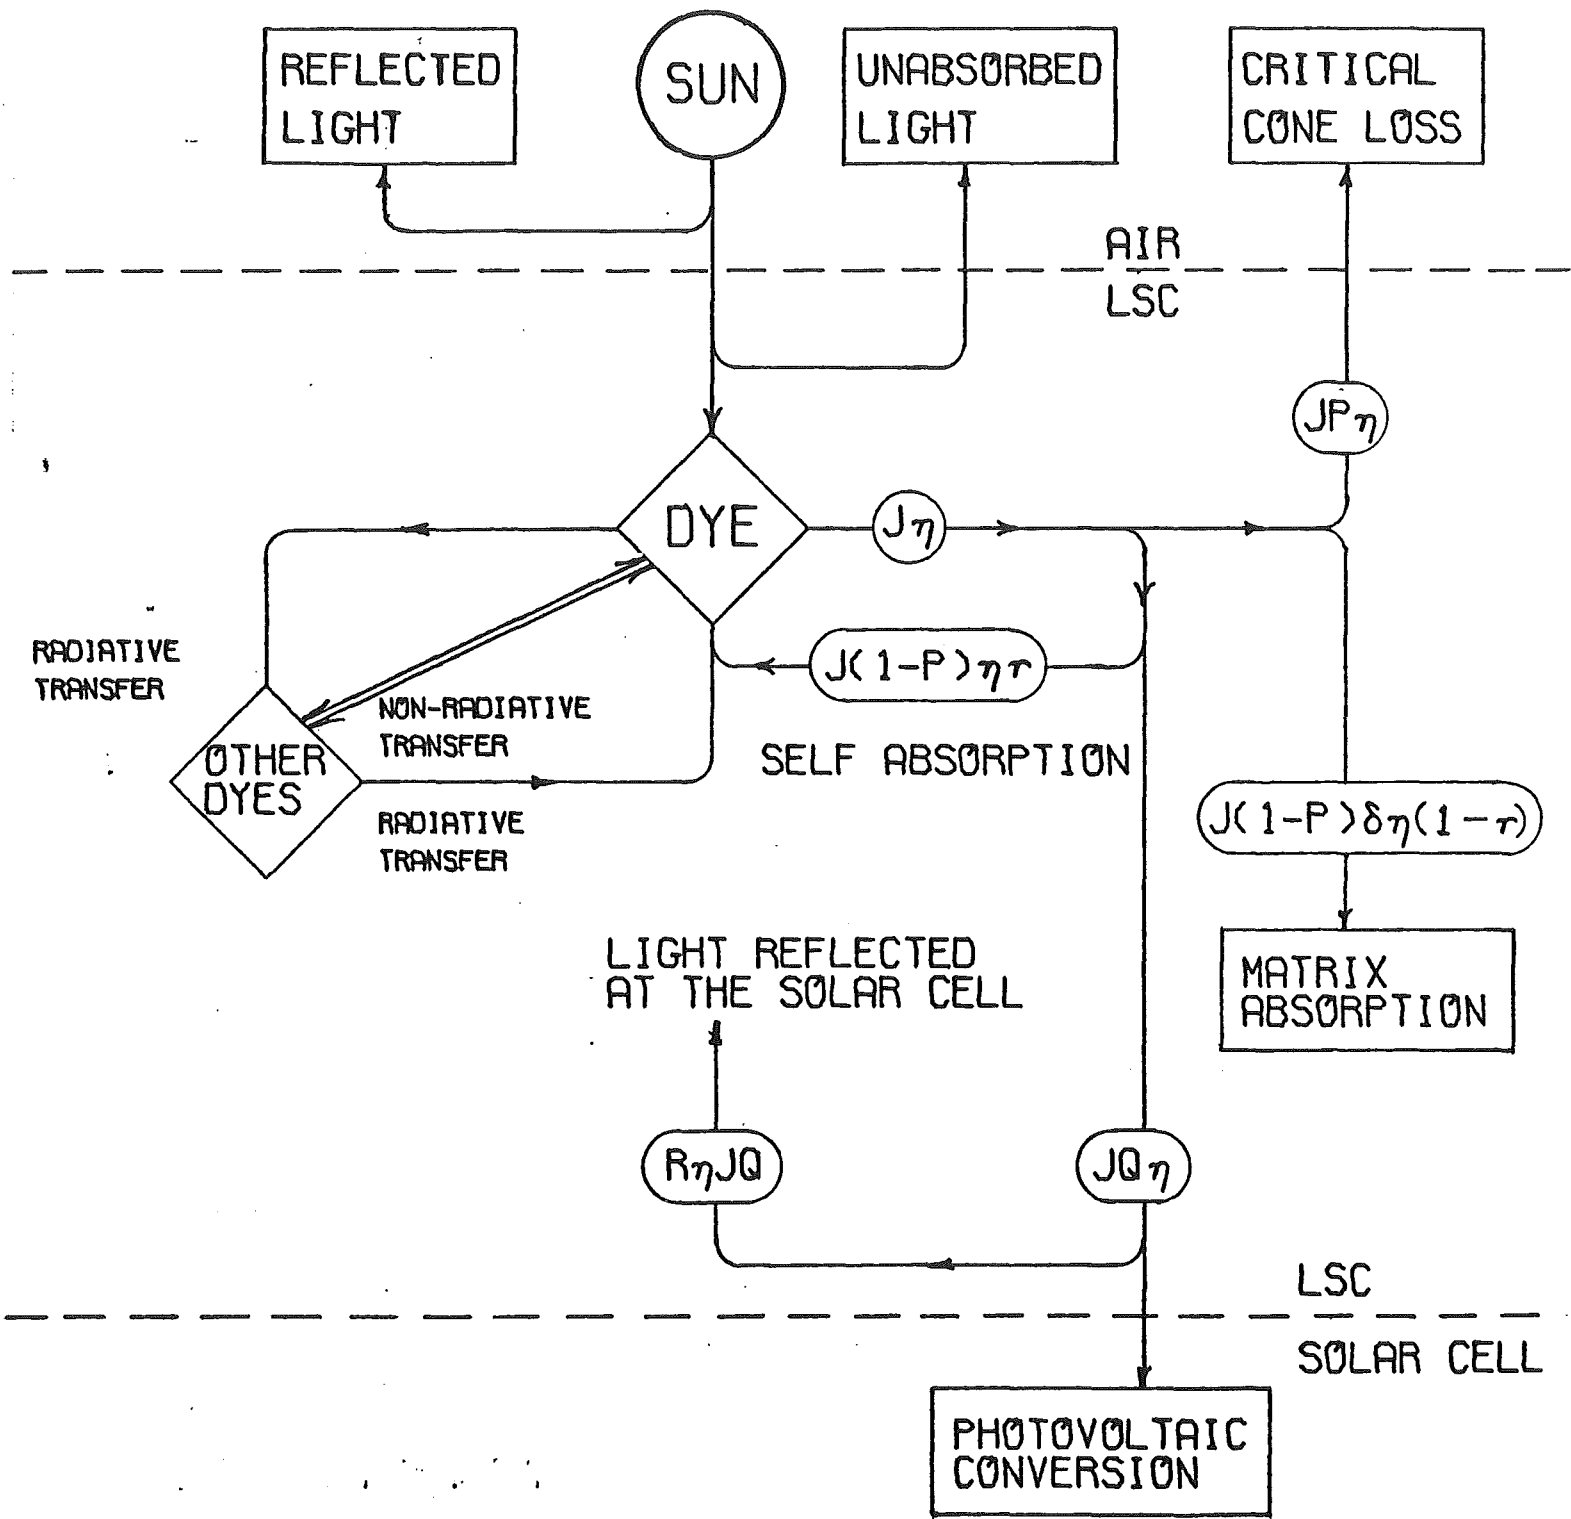 REFLECTED
LIGHT
SUN
UNABSORBED
LIGHT
CRITICAL
CONE LOSS
AIR
LSC
JPη
DYE
Jη
J(1-P)ηr
RADIATIVE
TRANSFER
NON-RADIATIVE
TRANSFER
OTHER
DYES
SELF ABSORPTION
RADIATIVE
TRANSFER
J(1-P)δη(1-r)
LIGHT REFLECTED
AT THE SOLAR CELL
MATRIX
ABSORPTION
RηJQ
JQη
LSC
SOLAR CELL
PHOTOVOLTAIC
CONVERSION